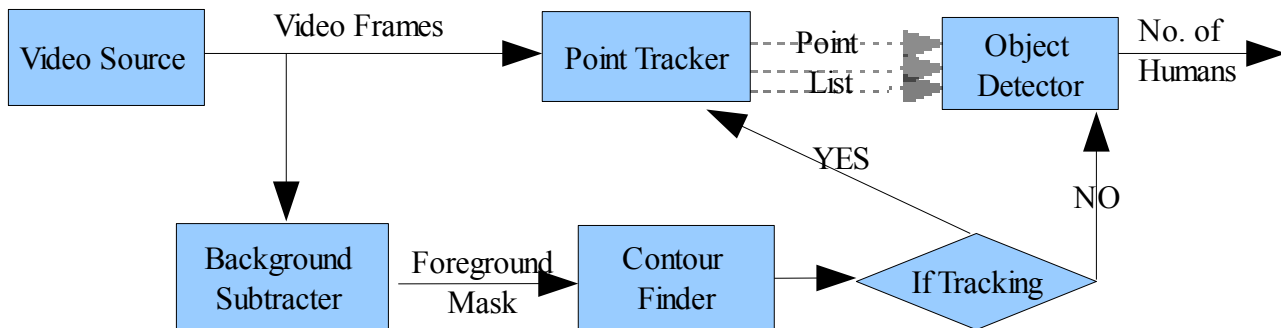 Video Source
Video Frames
Point Tracker
Point
List
Object
Detector
No. of
Humans
YES
NO
Background
Subtracter
Foreground
Mask
Contour
Finder
If Tracking